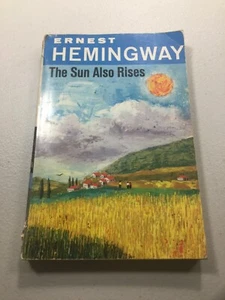 ERNEST
HEMINGWAY
The Sun Also Rises